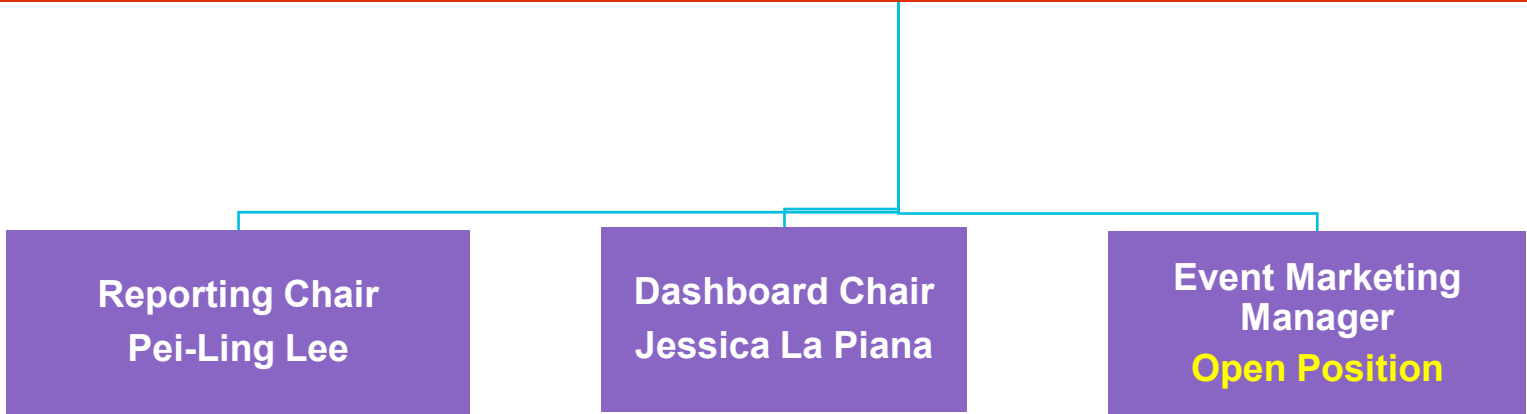 Reporting Chair
Pei-Ling Lee
Dashboard Chair
Jessica La Piana
Event Marketing
Manager
Open Position